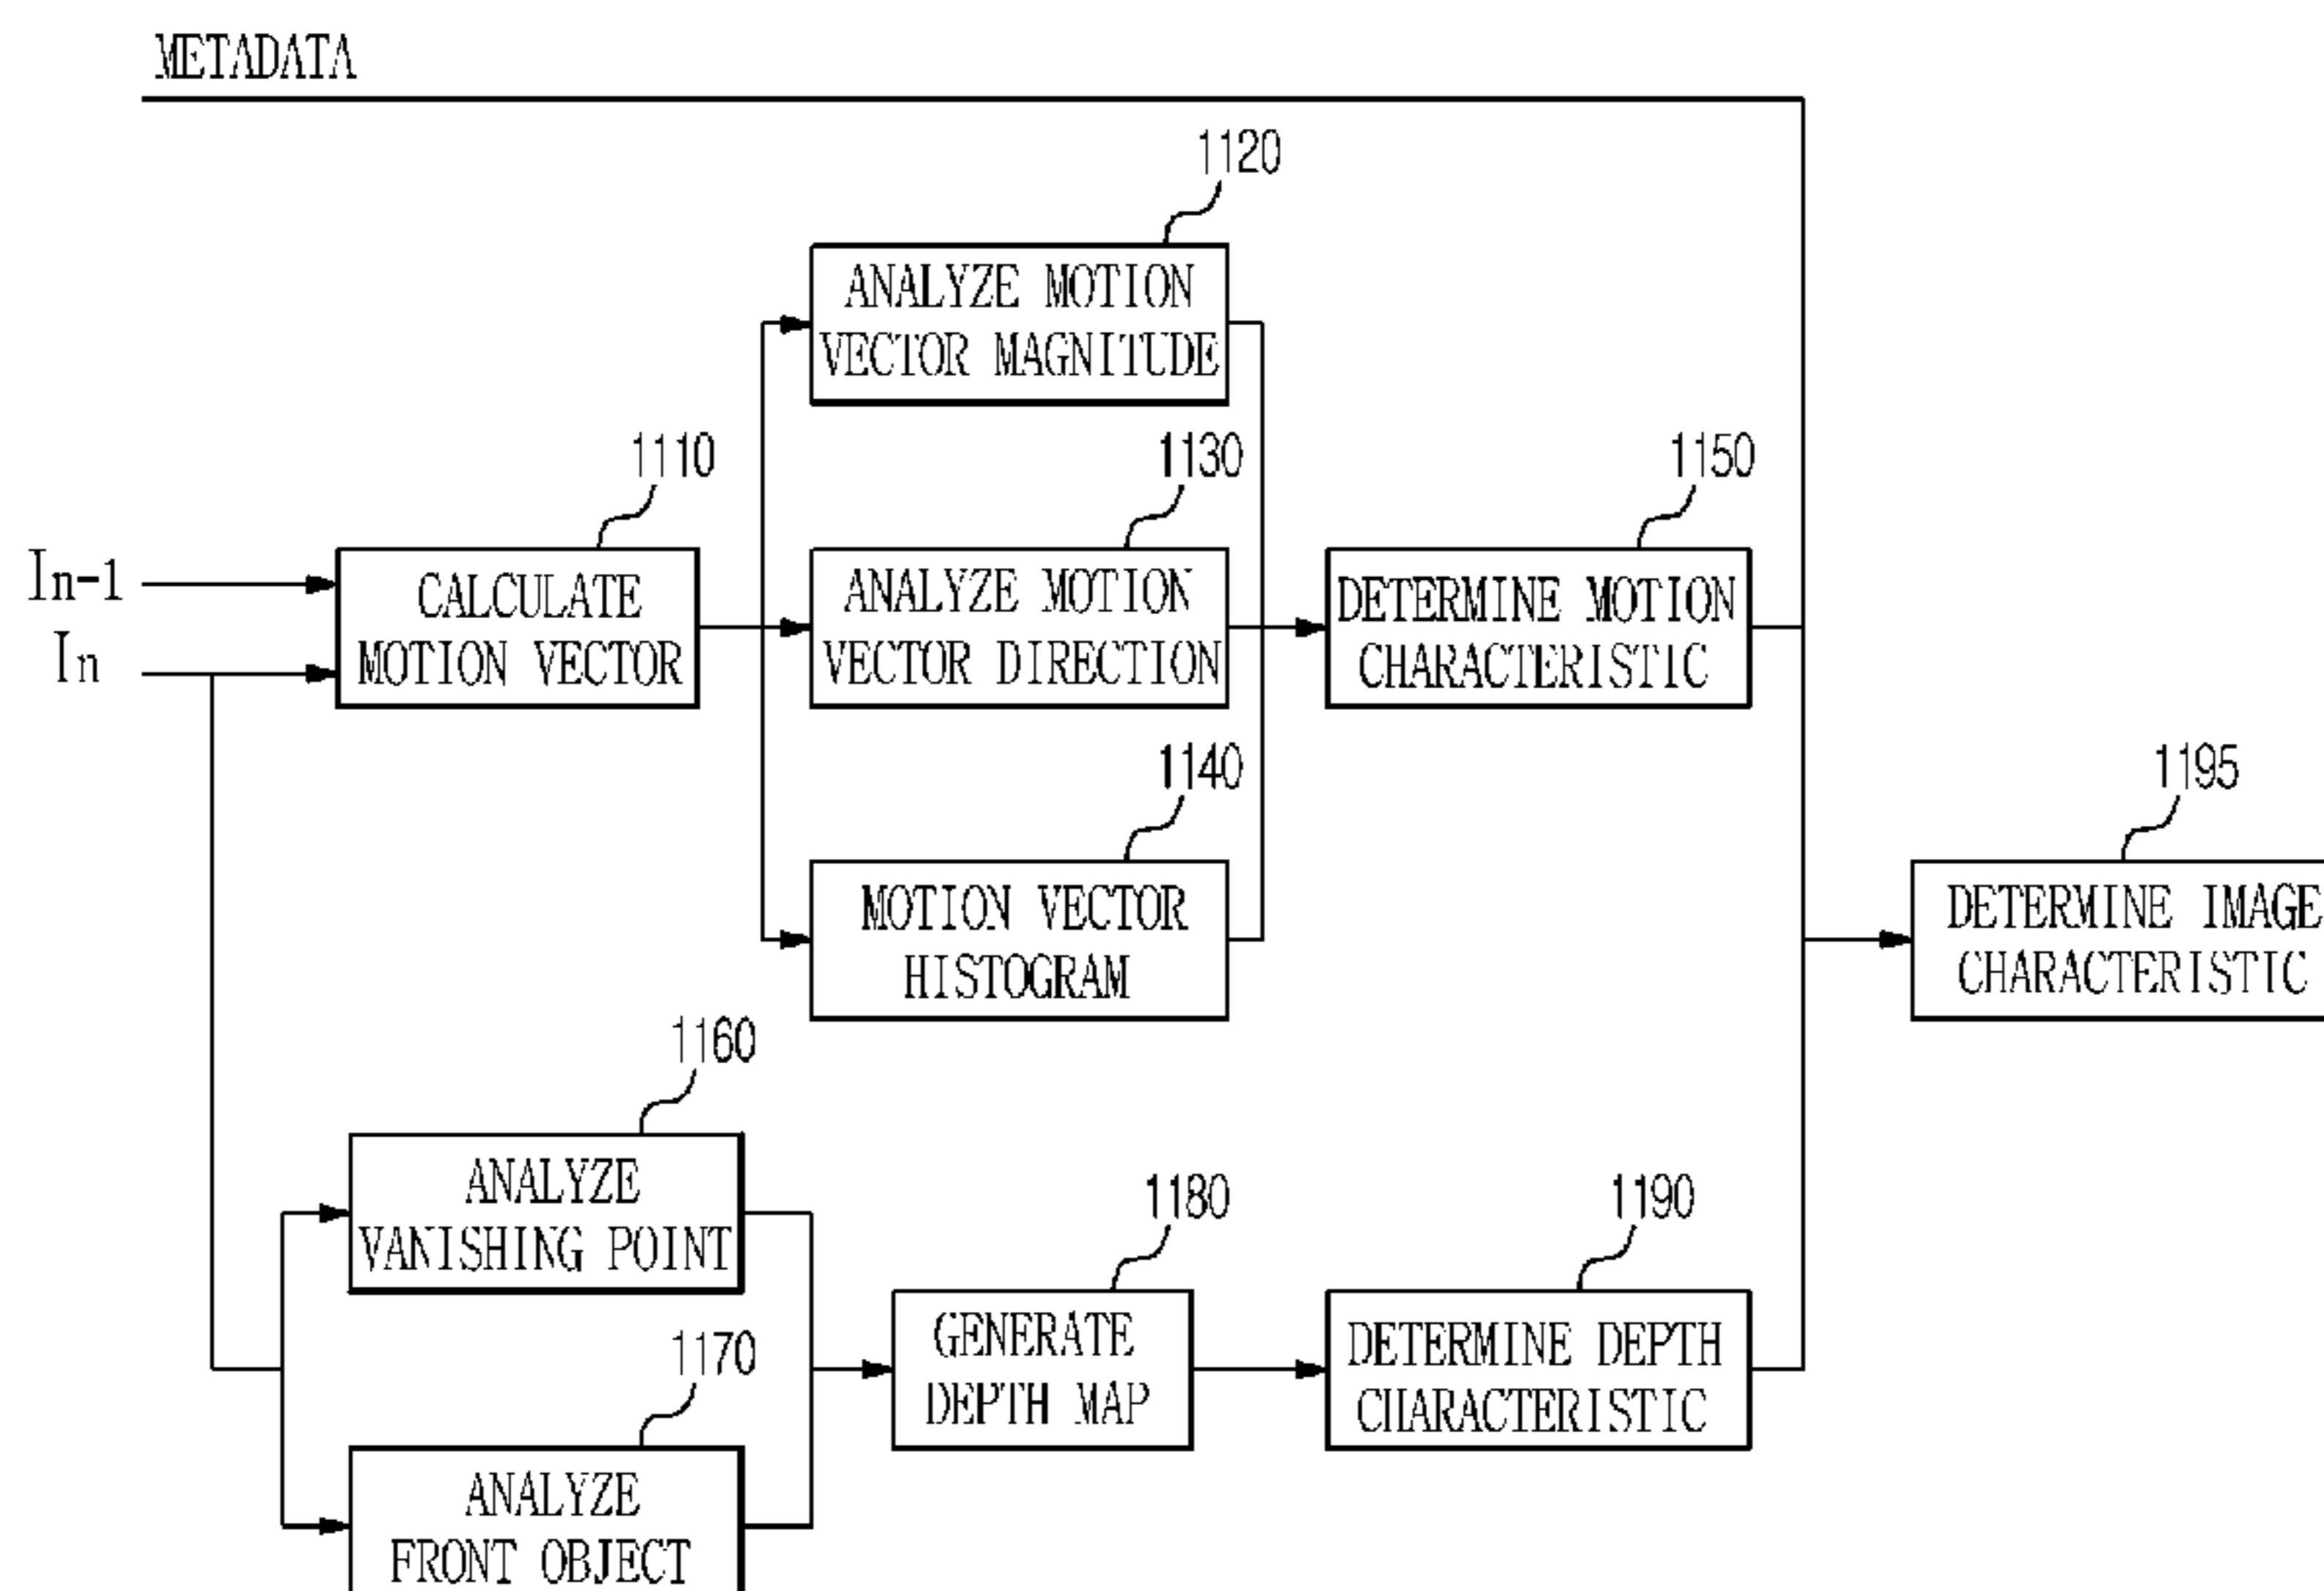 METADATA
1120
ANALYZE MOTION
VECTOR MAGNITUDE
1110
1130
1150
In-1
In
CALCULATE
MOTION VECTOR
ANALYZE MOTION
VECTOR DIRECTION
DETERMINE MOTION
CHARACTERISTIC
1140
MOTION VECTOR
HISTOGRAM
1195
DETERMINE IMAGE
CHARACTERISTIC
1160
ANALYZE
VANISHING POINT
1170
ANALYZE
FRONT OBJECT
1180
GENERATE
DEPTH MAP
1190
DETERMINE DEPTH
CHARACTERISTIC